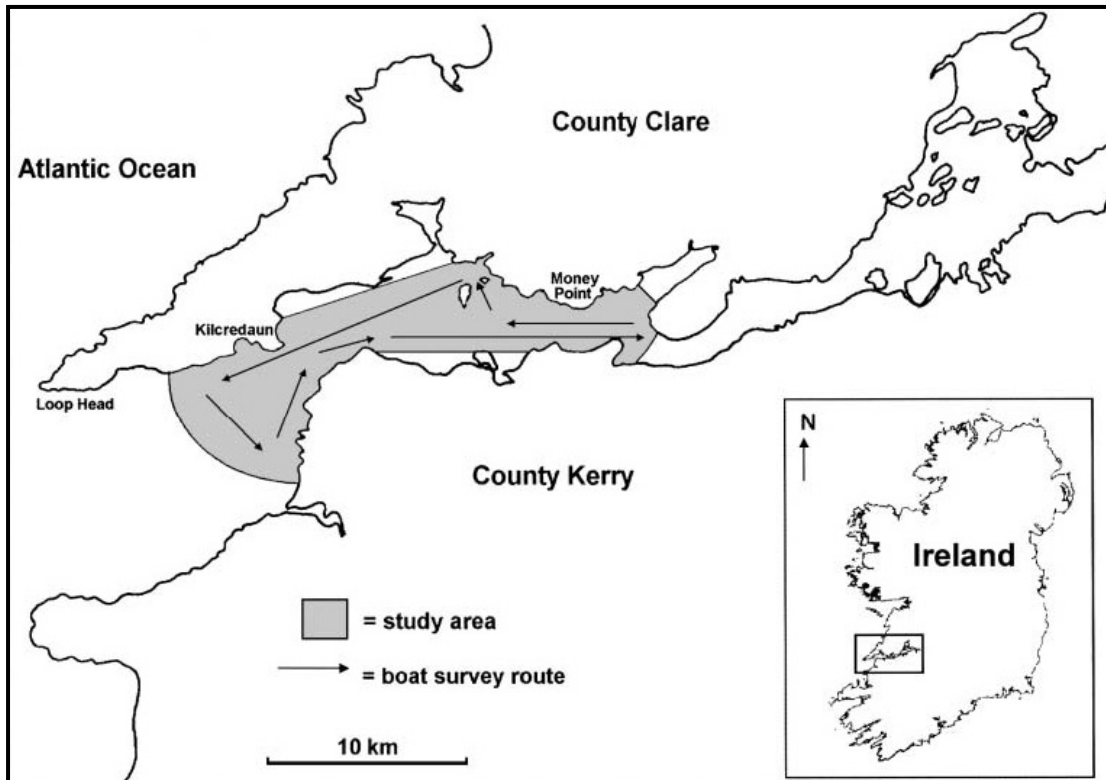 County Clare
Atlantic Ocean
Money
Point
Kilcredaun
Loop Head
County Kerry
N
Ireland
= study area
= boat survey route
10 km